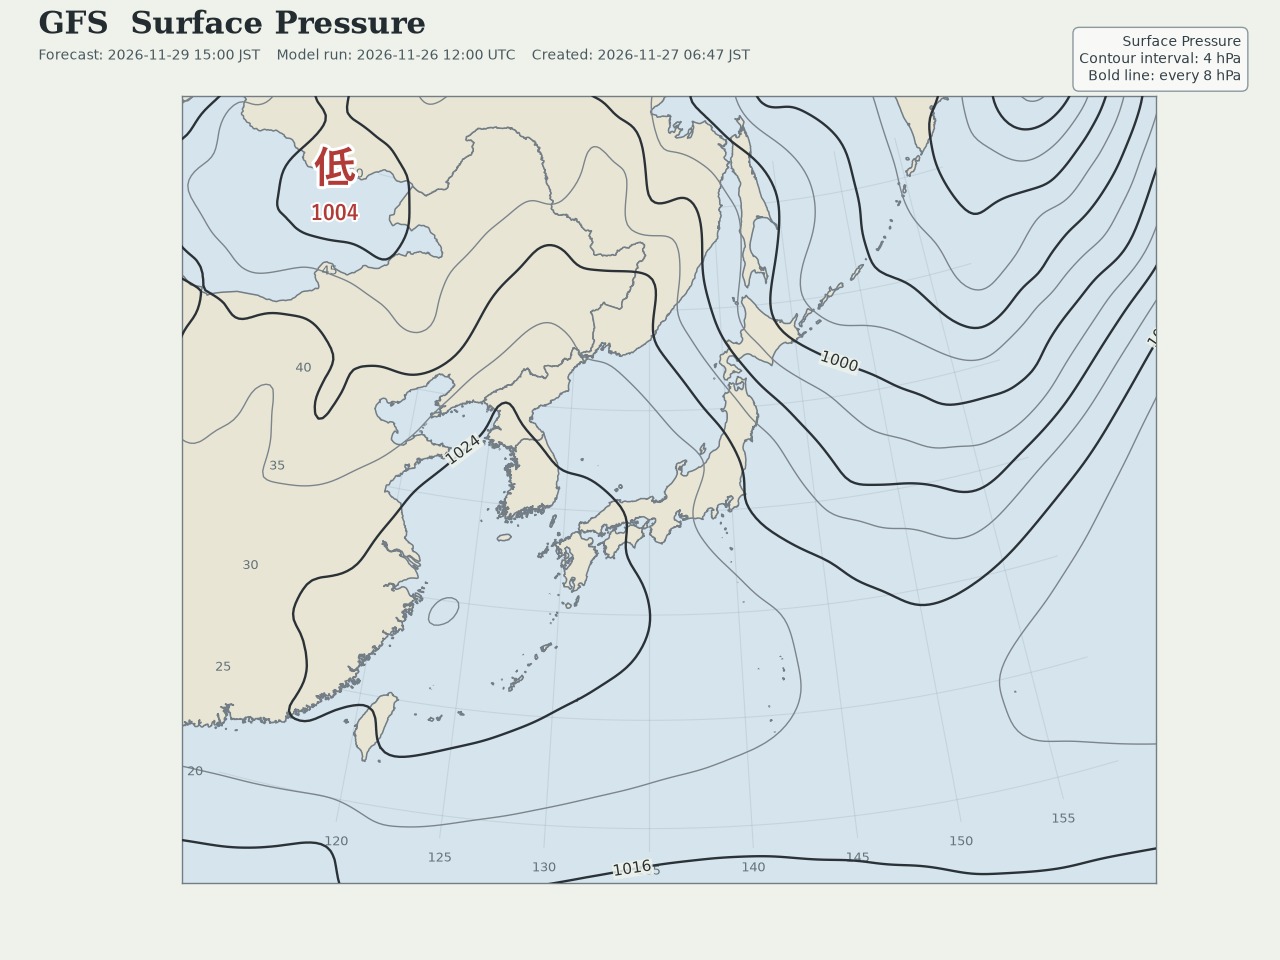 GFS  Surface Pressure
Forecast: 2026-11-29 15:00 JST    Model run: 2026-11-26 12:00 UTC    Created: 2026-11-27 06:47 JST
Surface Pressure
Contour interval: 4 hPa
Bold line: every 8 hPa
低
1004
45
1000
40
1024
35
30
25
20
120
125
130
1016
140
145
150
155